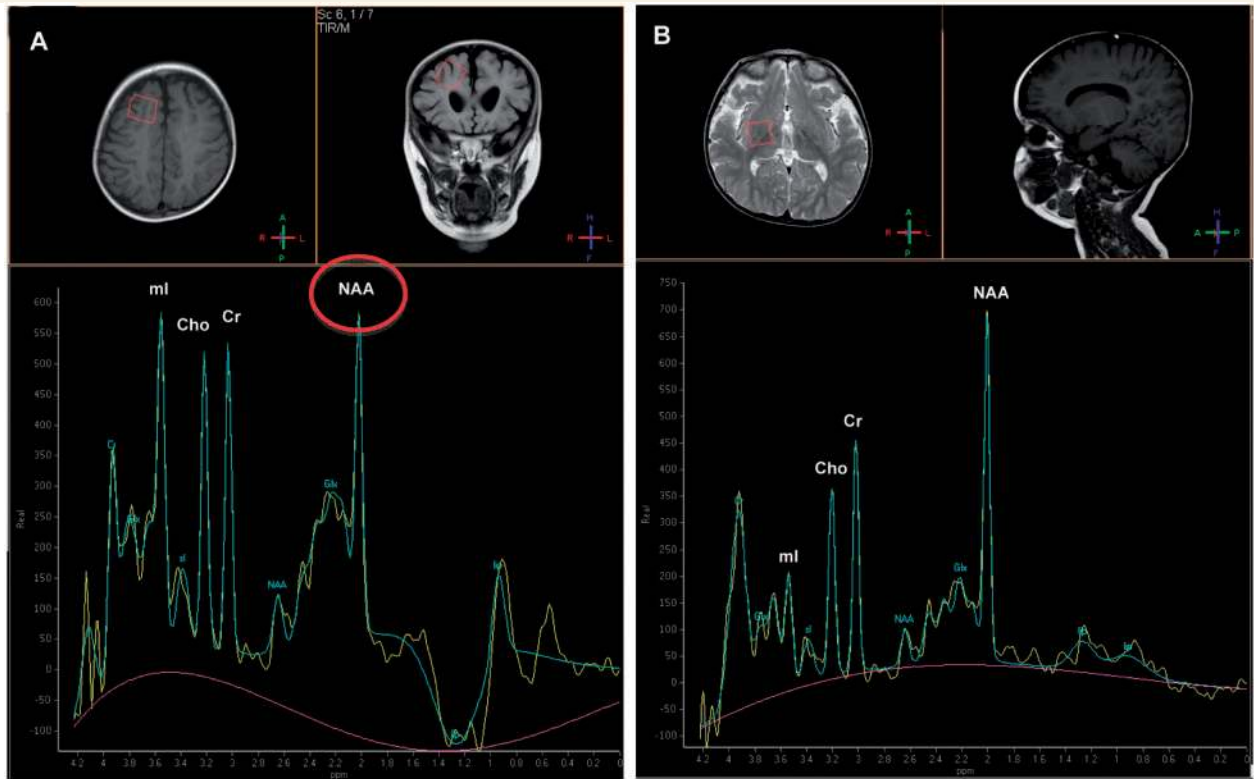 A
Sc 6, 1 / 7
TIR/M
A
R L
P
H
R L
F
mI
Cho
Cr
NAA
Cr
Glx
sI
NAA
Glx
Real
600
550
500
450
400
350
300
250
200
150
100
50
0
-50
-100
4.2 4 3.8 3.6 3.4 3.2 3 2.8 2.6 2.4 2.2 2 1.8 1.6 1.4 1.2 1 0.8 0.6 0.4 0.2 0
ppm
B
A
R L
P
H
A P
F
NAA
Cr
Cho
mI
sI
NAA
Glx
Real
750
700
650
600
550
500
450
400
350
300
250
200
150
100
50
0
-50
-100
4.2 4 3.8 3.6 3.4 3.2 3 2.8 2.6 2.4 2.2 2 1.8 1.6 1.4 1.2 1 0.8 0.6 0.4 0.2 0
ppm